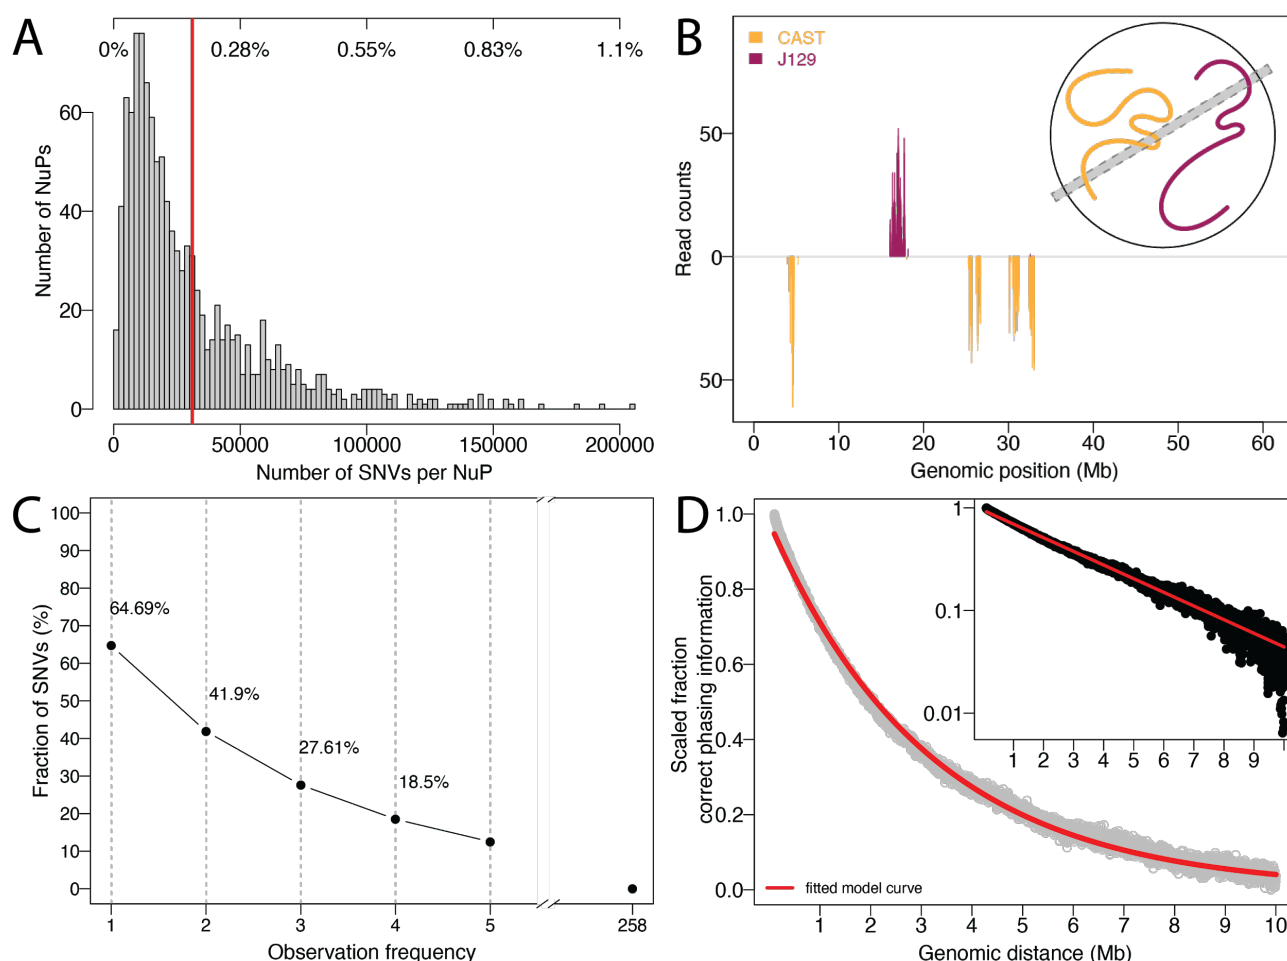 A
0% 0.28% 0.55% 0.83% 1.1%
Number of NuPs
60
40
20
0
0 50000 100000 150000 200000
Number of SNVs per NuP
B
CAST
J129
Read counts
50
0
50
0 10 20 30 40 50 60
Genomic position (Mb)
C
Fraction of SNVs (%)
100
90
80
70
60
50
40
30
20
10
0
64.69%
41.9%
27.61%
18.5%
1 2 3 4 5 258
Observation frequency
D
Scaled fraction
correct phasing information
1.0
0.8
0.6
0.4
0.2
0.0
1
0.1
0.01
1 2 3 4 5 6 7 8 9
fitted model curve
1 2 3 4 5 6 7 8 9 10
Genomic distance (Mb)